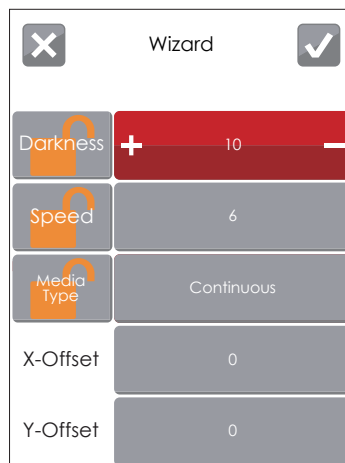 Wizard
Darkness
+ 10 −
Speed
6
Media
Type
Continuous
X-Offset
0
Y-Offset
0